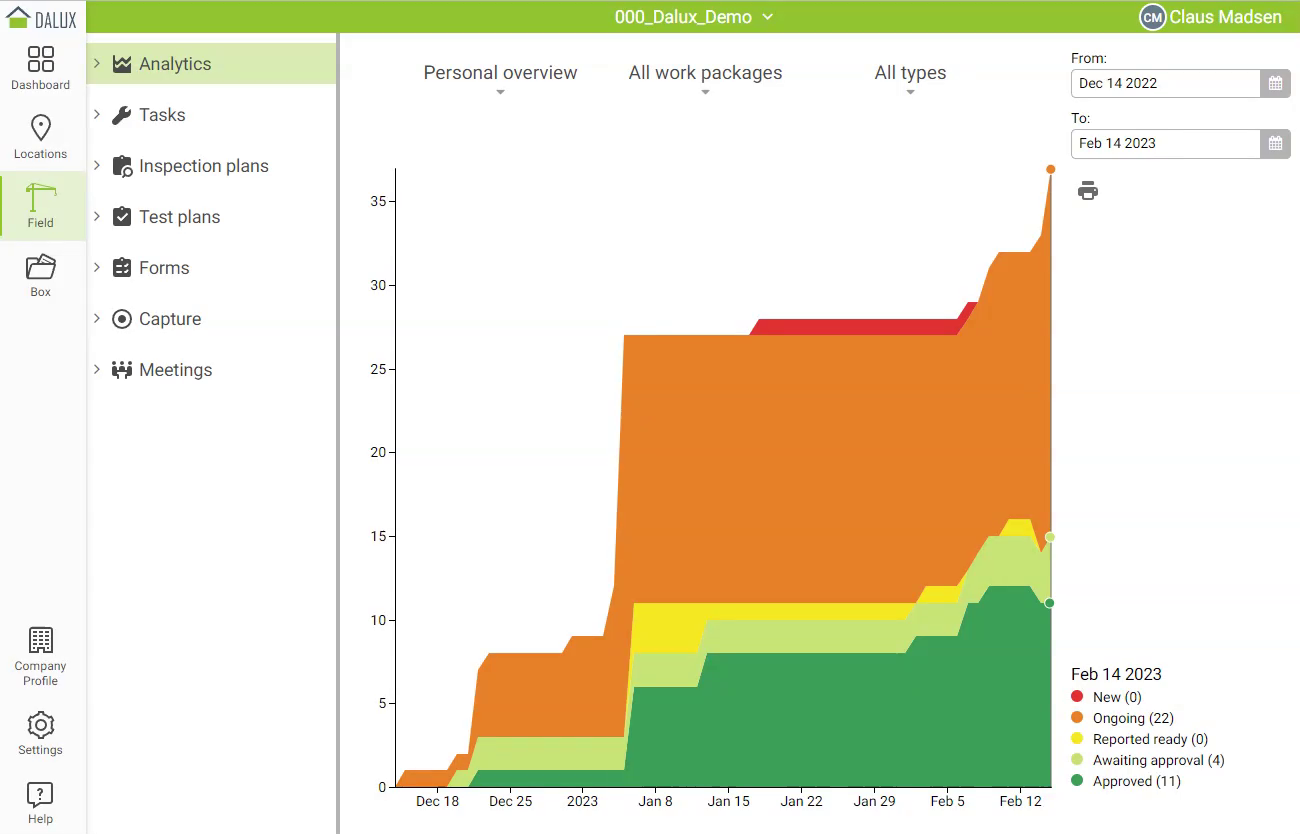 DALUX
000_Dalux_Demo
CM Claus Madsen
Dashboard
Locations
Field
Box
Company
Profile
Settings
Help
Analytics
Tasks
Inspection plans
Test plans
Forms
Capture
Meetings
Personal overview
All work packages
All types
From:
Dec 14 2022
To:
Feb 14 2023
35
30
25
20
15
10
5
0
Dec 18
Dec 25
2023
Jan 8
Jan 15
Jan 22
Jan 29
Feb 5
Feb 12
Feb 14 2023
New (0)
Ongoing (22)
Reported ready (0)
Awaiting approval (4)
Approved (11)